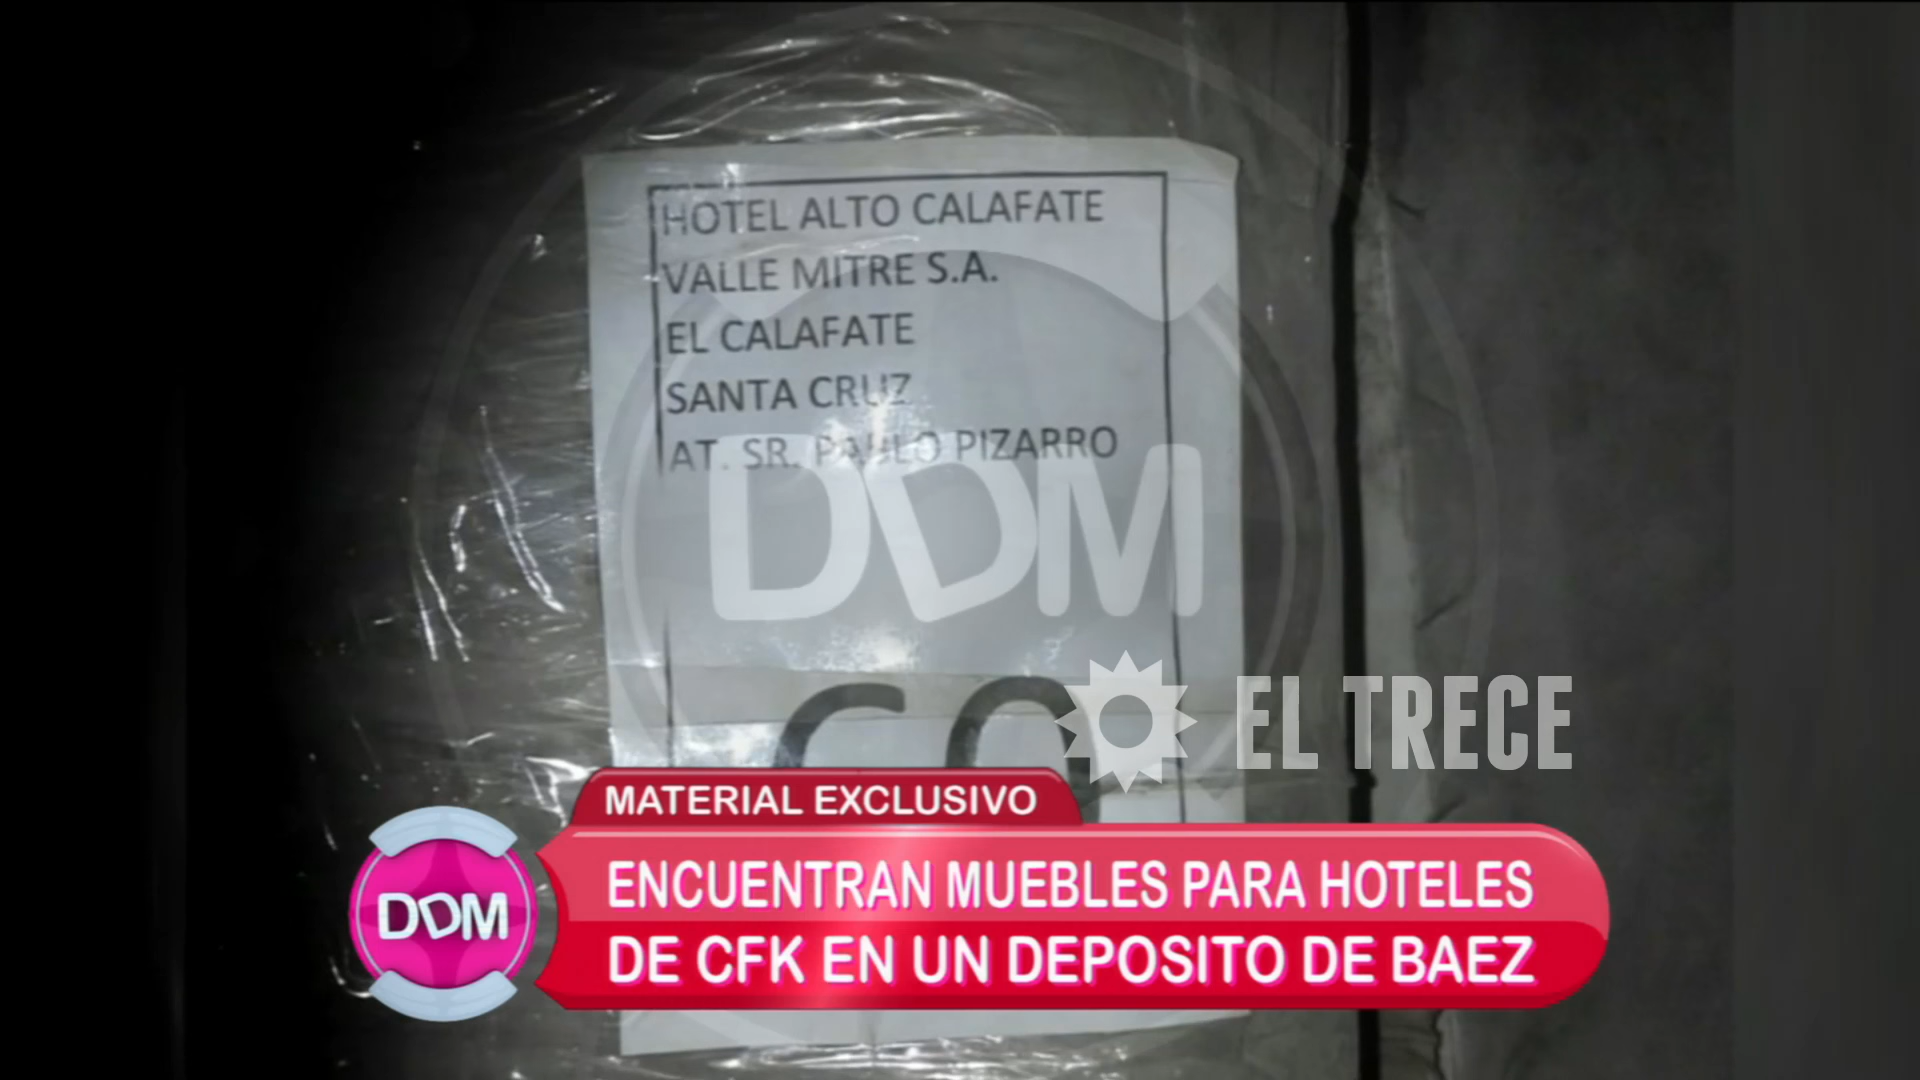 HOTEL ALTO CALAFATE
VALLE MITRE S.A.
EL CALAFATE
SANTA CRUZ
AT. SR. PABLO PIZARRO
DDM
EL TRECE
MATERIAL EXCLUSIVO
DDM
ENCUENTRAN MUEBLES PARA HOTELES
DE CFK EN UN DEPOSITO DE BAEZ